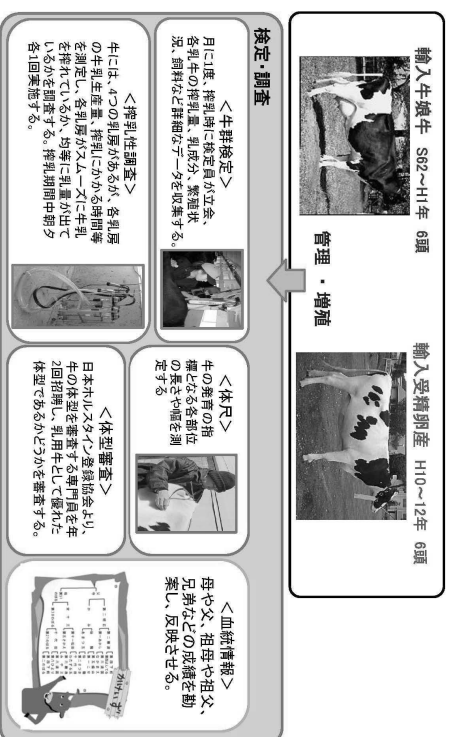 輸入牛娘牛 S62～H1年 6頭
輸入受精卵産 H10～12年 6頭
管理・増殖
検定・調査
＜牛群検定＞
月に1度、搾乳時に検定員が立会、
各乳牛の搾乳量、乳成分、繁殖状
況、飼料など詳細なデータを収集する。
＜搾乳性調査＞
牛には、4つの乳房があるが、各乳房
の牛乳生産量、搾乳にかかる時間等
を測定し、各乳房がスムーズに牛乳
を搾れているか、均等に乳量が出て
いるかを調査する。搾乳期間中朝夕
各1回実施する。
＜体尺＞
牛の発育の指
標となる各部位
の長さや幅を測
定する
＜体型審査＞
日本ホルスタイン登録協会より、
牛の体型を審査する専門員を年
2回招聘し、乳用牛として優れた
体型であるかどうかを審査する。
＜血統情報＞
母や父、祖母や祖父、
兄弟などの成績を勘
案し、反映させる。